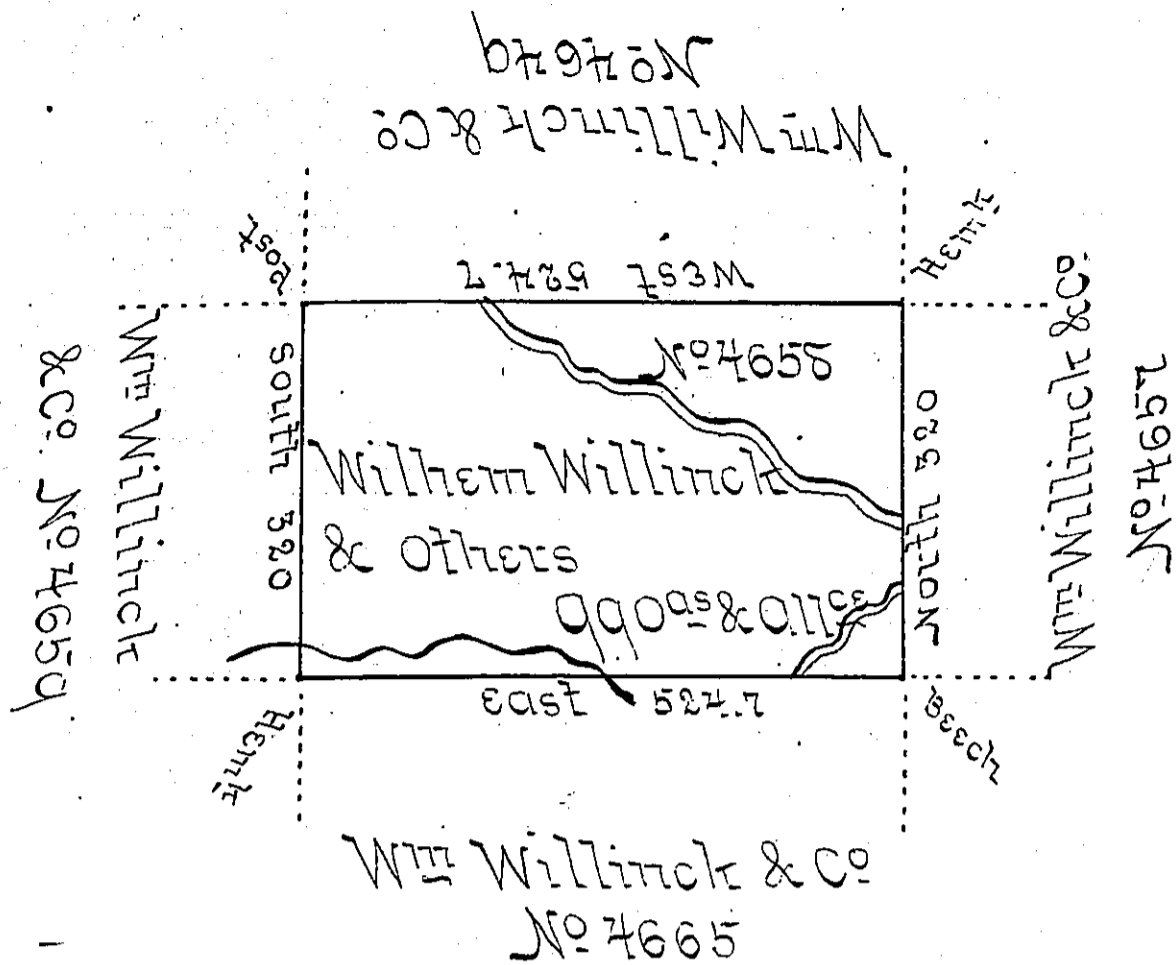 Wm Willinck & Co
No 4649
Post
Hemk
West 524.7
South 320
No 4658
Wilhem Willinck
& Others
990as & allce
North 320
East 524.7
Hemk
Beech
Wm Willinck
& Co. No 4659
Wm Willinck & Co.
No 4657
Wm Willinck & Co
No 4665